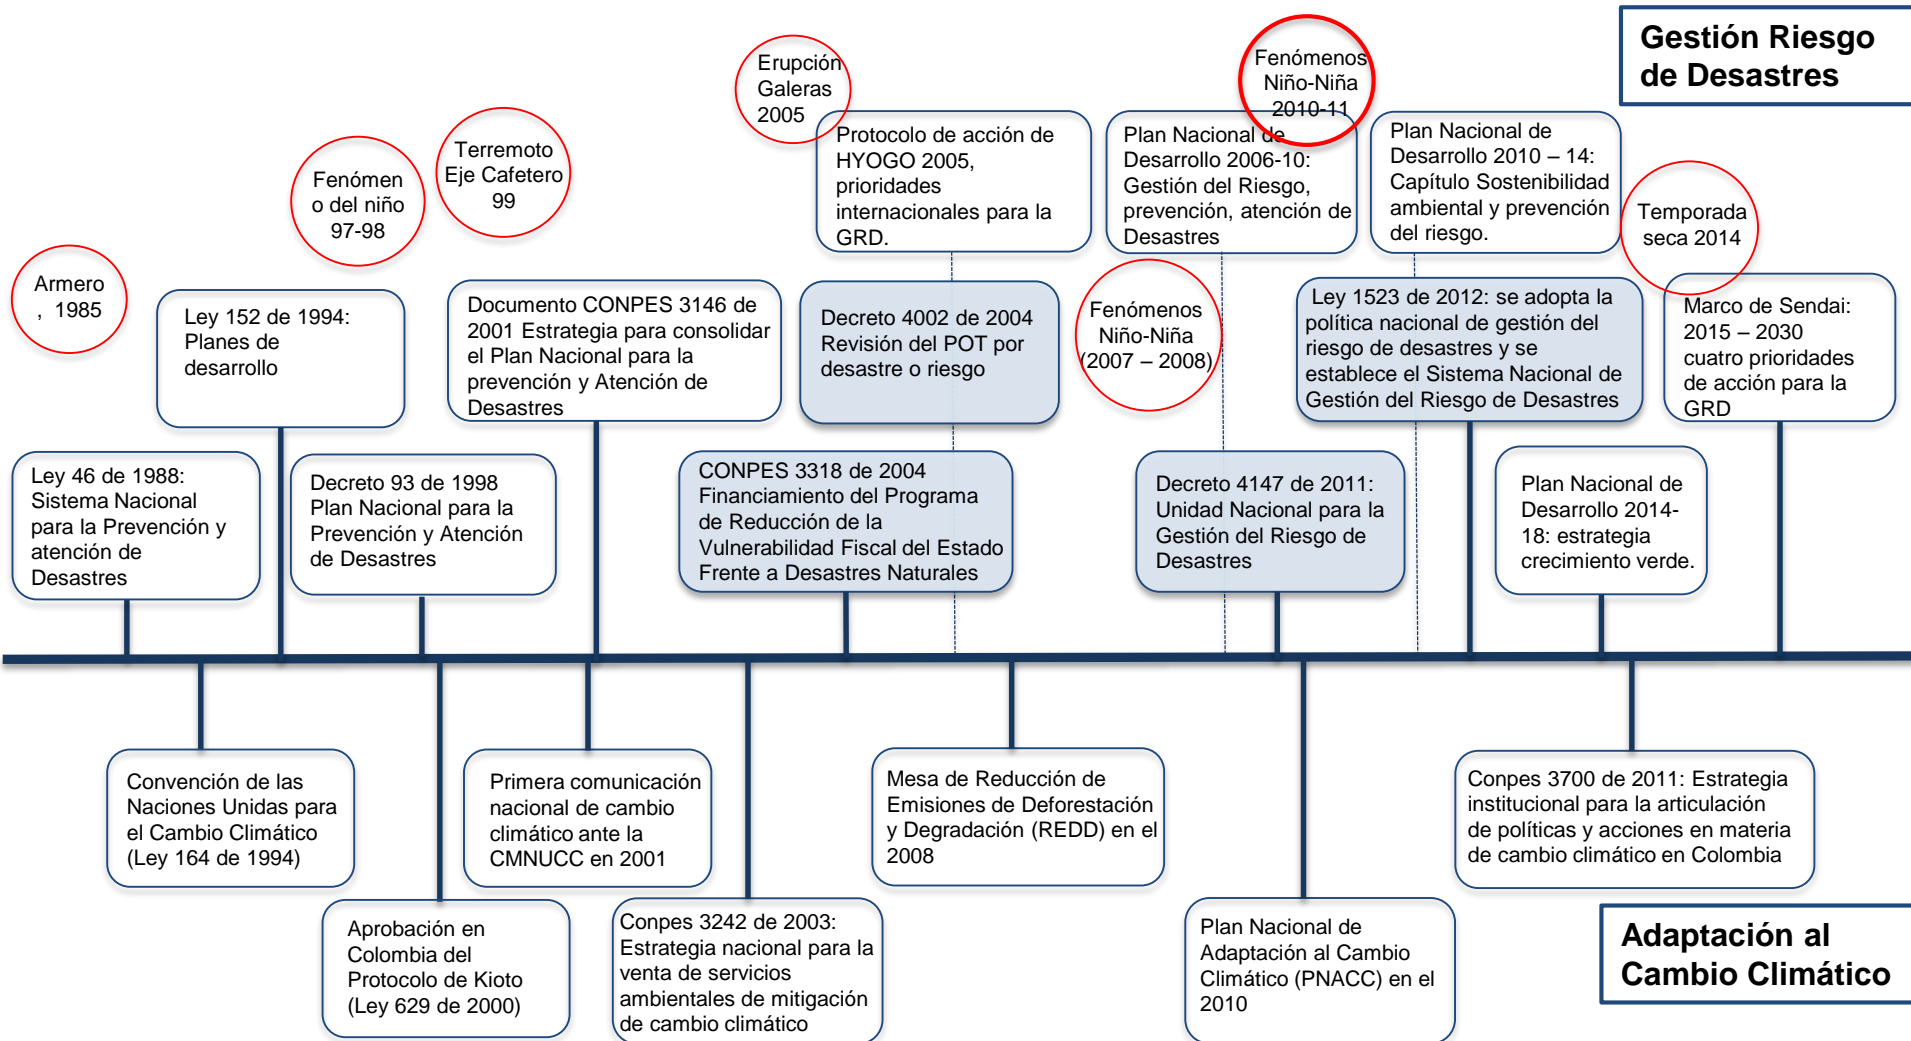 Gestión Riesgo
de Desastres
Erupción
Galeras
2005
Fenómenos
Niño-Niña
2010-11
Fenómen
o del niño
97-98
Terremoto
Eje Cafetero
99
Armero
, 1985
Protocolo de acción de
HYOGO 2005,
prioridades
internacionales para la
GRD.
Plan Nacional de
Desarrollo 2006-10:
Gestión del Riesgo,
prevención, atención de
Desastres
Plan Nacional de
Desarrollo 2010 – 14:
Capítulo Sostenibilidad
ambiental y prevención
del riesgo.
Temporada
seca 2014
Ley 152 de 1994:
Planes de
desarrollo
Documento CONPES 3146 de
2001 Estrategia para consolidar
el Plan Nacional para la
prevención y Atención de
Desastres
Decreto 4002 de 2004
Revisión del POT por
desastre o riesgo
Fenómenos
Niño-Niña
(2007 – 2008)
Ley 1523 de 2012: se adopta la
política nacional de gestión del
riesgo de desastres y se
establece el Sistema Nacional de
Gestión del Riesgo de Desastres
Marco de Sendai:
2015 – 2030
cuatro prioridades
de acción para la
GRD
Ley 46 de 1988:
Sistema Nacional
para la Prevención y
atención de
Desastres
Decreto 93 de 1998
Plan Nacional para la
Prevención y Atención
de Desastres
CONPES 3318 de 2004
Financiamiento del Programa
de Reducción de la
Vulnerabilidad Fiscal del Estado
Frente a Desastres Naturales
Decreto 4147 de 2011:
Unidad Nacional para la
Gestión del Riesgo de
Desastres
Plan Nacional de
Desarrollo 2014-
18: estrategia
crecimiento verde.
Convención de las
Naciones Unidas para
el Cambio Climático
(Ley 164 de 1994)
Primera comunicación
nacional de cambio
climático ante la
CMNUCC en 2001
Mesa de Reducción de
Emisiones de Deforestación
y Degradación (REDD) en el
2008
Conpes 3700 de 2011: Estrategia
institucional para la articulación
de políticas y acciones en materia
de cambio climático en Colombia
Aprobación en
Colombia del
Protocolo de Kioto
(Ley 629 de 2000)
Conpes 3242 de 2003:
Estrategia nacional para la
venta de servicios
ambientales de mitigación
de cambio climático
Plan Nacional de
Adaptación al Cambio
Climático (PNACC) en el
2010
Adaptación al
Cambio Climático